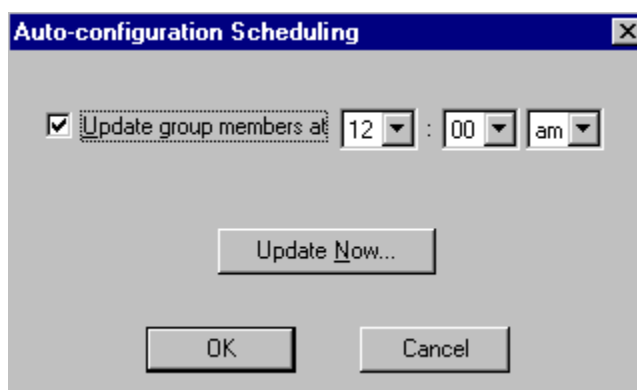 Auto-configuration Scheduling
Update group members at 12 : 00 am
Update Now...
OK Cancel